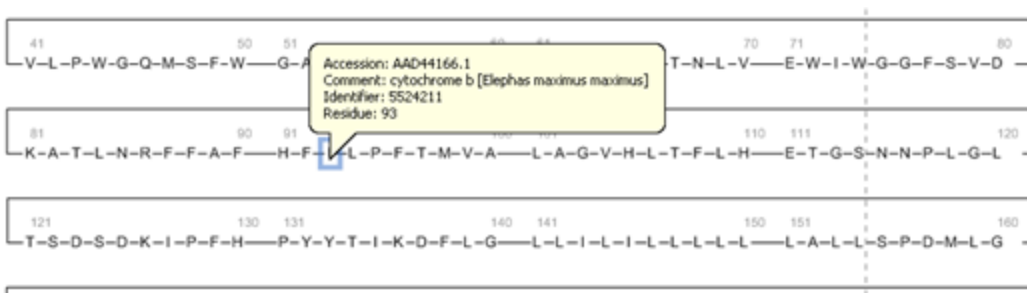 41 50 51 70 71 80
V-L-P-W-G-Q-M-S-F-W—G-A T-N-L-V—E-W-I-W-G-G-F-S-V-D
Accession: AAD44166.1
Comment: cytochrome b [Elephas maximus maximus]
Identifier: 5524211
Residue: 93
81 90 91 110 111 120
K-A-T-L-N-R-F-F-A-F—H-F- -L-P-F-T-M-V-A—L-A-G-V-H-L-T-F-L-H—E-T-G-S-N-N-P-L-G-L
121 130 131 140 141 150 151 160
T-S-D-S-D-K-I-P-F-H—P-Y-Y-T-I-K-D-F-L-G—L-L-I-L-I-L-L-L-L-L—L-A-L-L-S-P-D-M-L-G